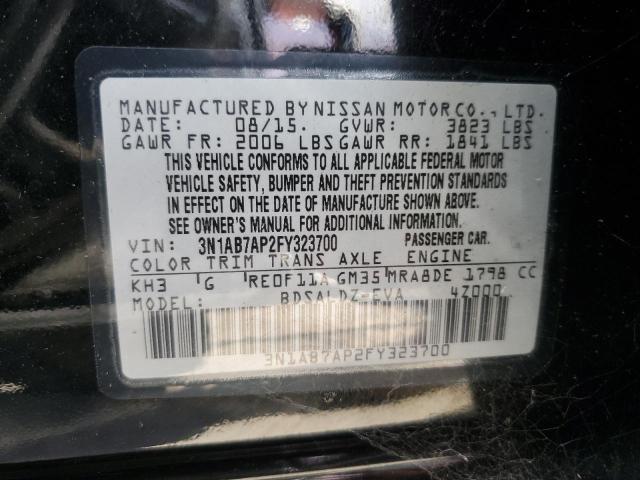 MANUFACTURED BY NISSAN MOTOR CO., LTD.
DATE: 08/15. GVWR: 3823 LBS
GAWR FR: 2006 LBS GAWR RR: 1841 LBS
THIS VEHICLE CONFORMS TO ALL APPLICABLE FEDERAL MOTOR
VEHICLE SAFETY, BUMPER AND THEFT PREVENTION STANDARDS
IN EFFECT ON THE DATE OF MANUFACTURE SHOWN ABOVE.
SEE OWNER'S MANUAL FOR ADDITIONAL INFORMATION.
VIN: 3N1AB7AP2FY323700 PASSENGER CAR.
COLOR TRIM TRANS AXLE ENGINE
KH3 G RE0F11A GM35 MRA8DE 1798 CC
MODEL BDSALDZ-EVA 4Z000
3N1AB7AP2FY323700